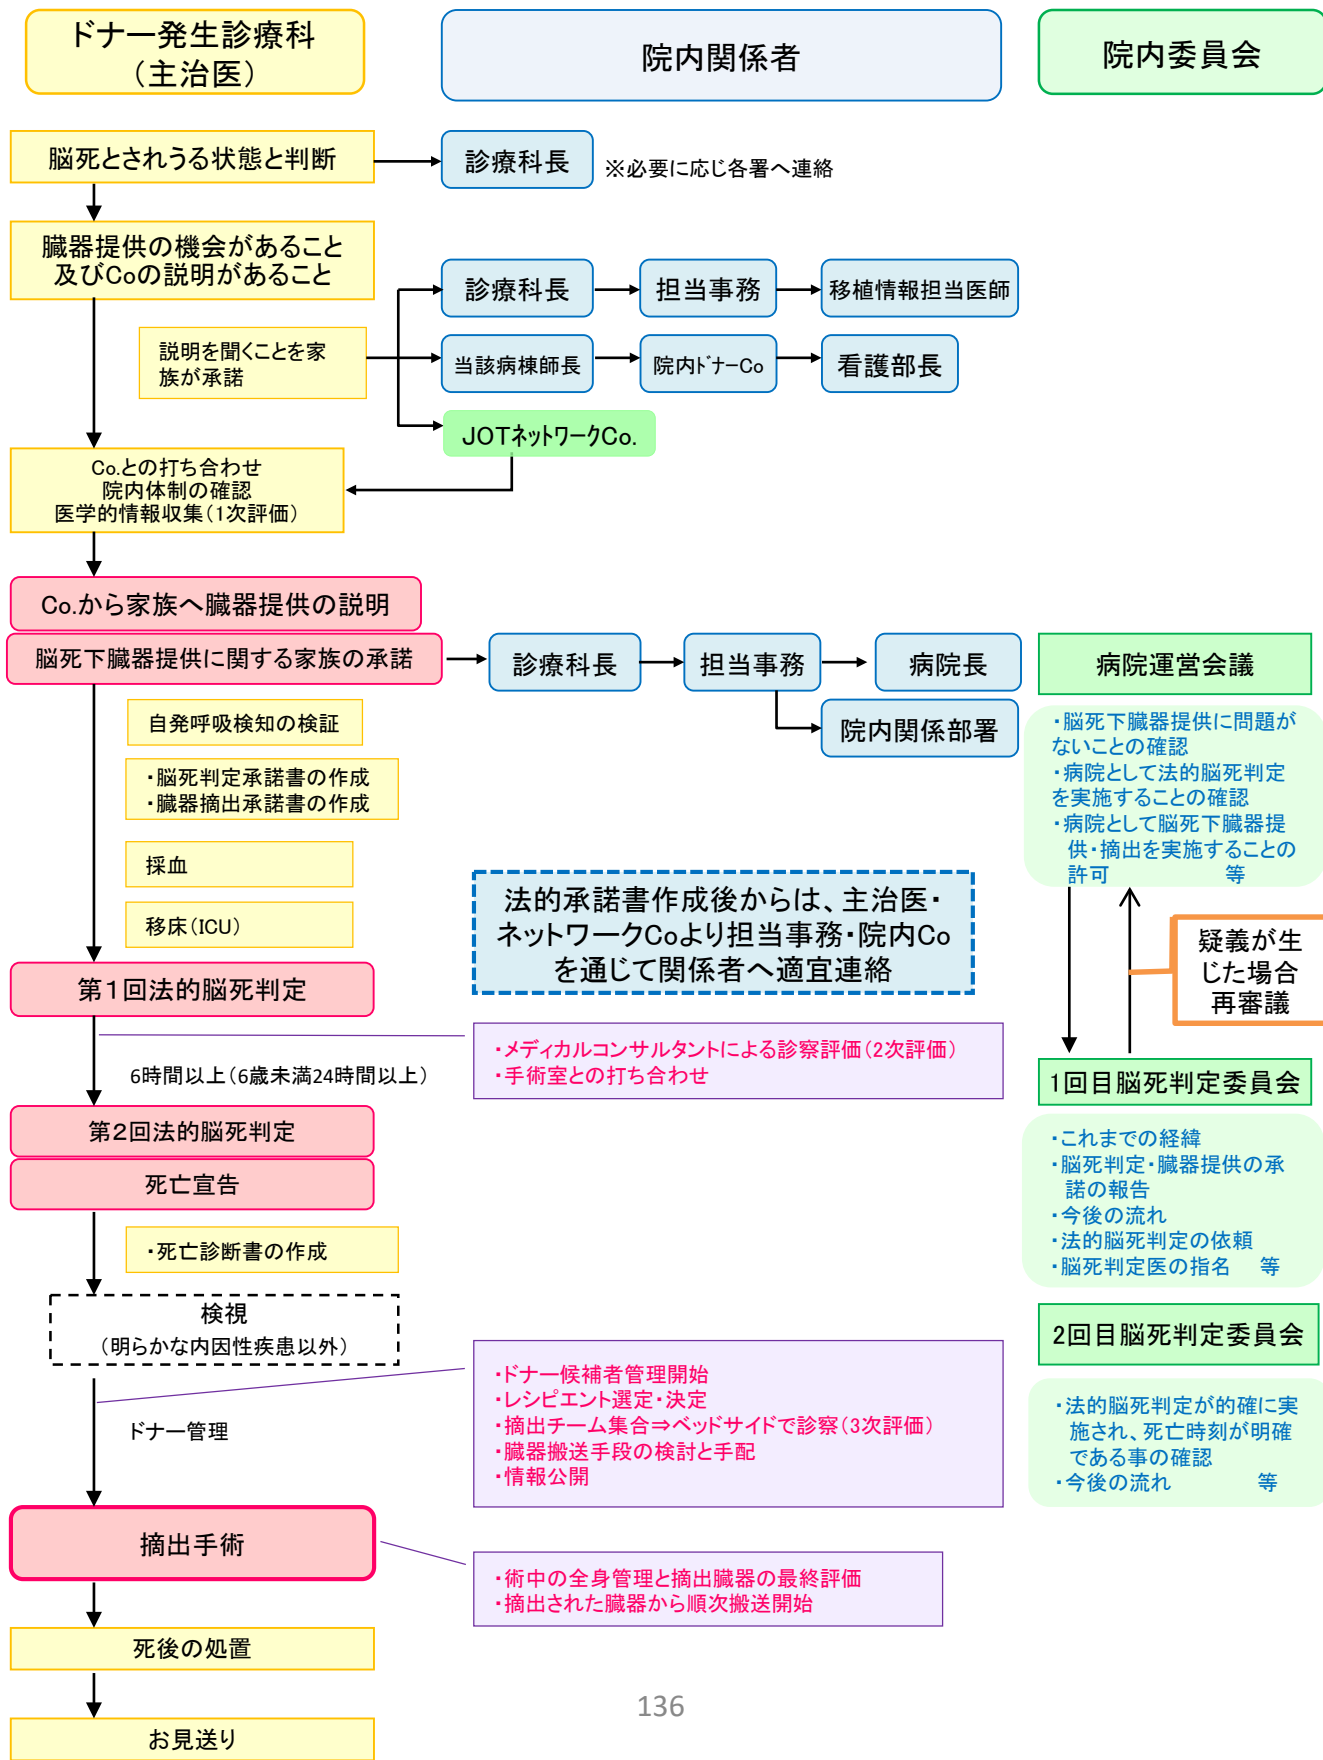 ドナー発生診療科
（主治医）
院内関係者
院内委員会
脳死とされうる状態と判断
診療科長
※必要に応じ各署へ連絡
臓器提供の機会があること
及びCoの説明があること
診療科長
担当事務
移植情報担当医師
説明を聞くことを家
族が承諾
当該病棟師長
院内ﾄﾞﾅｰCo
看護部長
JOTﾈｯﾄﾜｰｸCo.
Co.との打ち合わせ
院内体制の確認
医学的情報収集（1次評価）
Co.から家族へ臓器提供の説明
脳死下臓器提供に関する家族の承諾
診療科長
担当事務
病院長
院内関係部署
病院運営会議
・脳死下臓器提供に問題が
ないことの確認
・病院として法的脳死判定
を実施することの確認
・病院として脳死下臓器提
供・摘出を実施することの
許可　　　　　等
自発呼吸検知の検証
・脳死判定承諾書の作成
・臓器摘出承諾書の作成
採血
移床（ICU）
法的承諾書作成後からは、主治医・
ネットワークCoより担当事務・院内Co
を通じて関係者へ適宜連絡
疑義が生
じた場合
再審議
第１回法的脳死判定
・メディカルコンサルタントによる診察評価（2次評価）
・手術室との打ち合わせ
6時間以上（6歳未満24時間以上）
1回目脳死判定委員会
・これまでの経緯
・脳死判定・臓器提供の承
諾の報告
・今後の流れ
・法的脳死判定の依頼
・脳死判定医の指名　等
第２回法的脳死判定
死亡宣告
・死亡診断書の作成
検視
（明らかな内因性疾患以外）
2回目脳死判定委員会
・法的脳死判定が的確に実
施され、死亡時刻が明確
である事の確認
・今後の流れ　　　　等
ドナー管理
・ドナー候補者管理開始
・レシピエント選定・決定
・摘出チーム集合⇒ベッドサイドで診察（3次評価）
・臓器搬送手段の検討と手配
・情報公開
摘出手術
・術中の全身管理と摘出臓器の最終評価
・摘出された臓器から順次搬送開始
死後の処置
お見送り
136